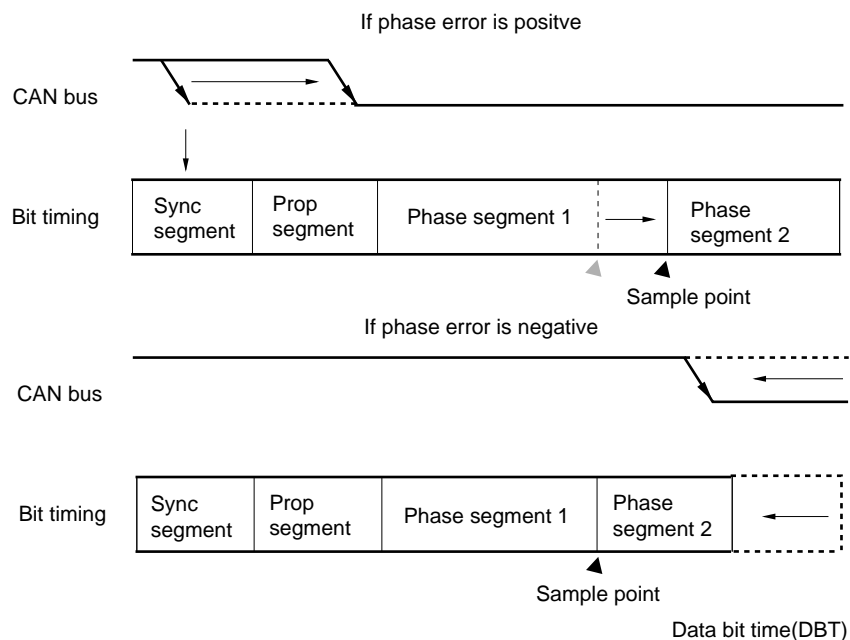 If phase error is positve
CAN bus
Bit timing
Sync
segment
Prop
segment
Phase segment 1
Phase
segment 2
Sample point
If phase error is negative
CAN bus
Bit timing
Sync
segment
Prop
segment
Phase segment 1
Phase
segment 2
Sample point
Data bit time(DBT)